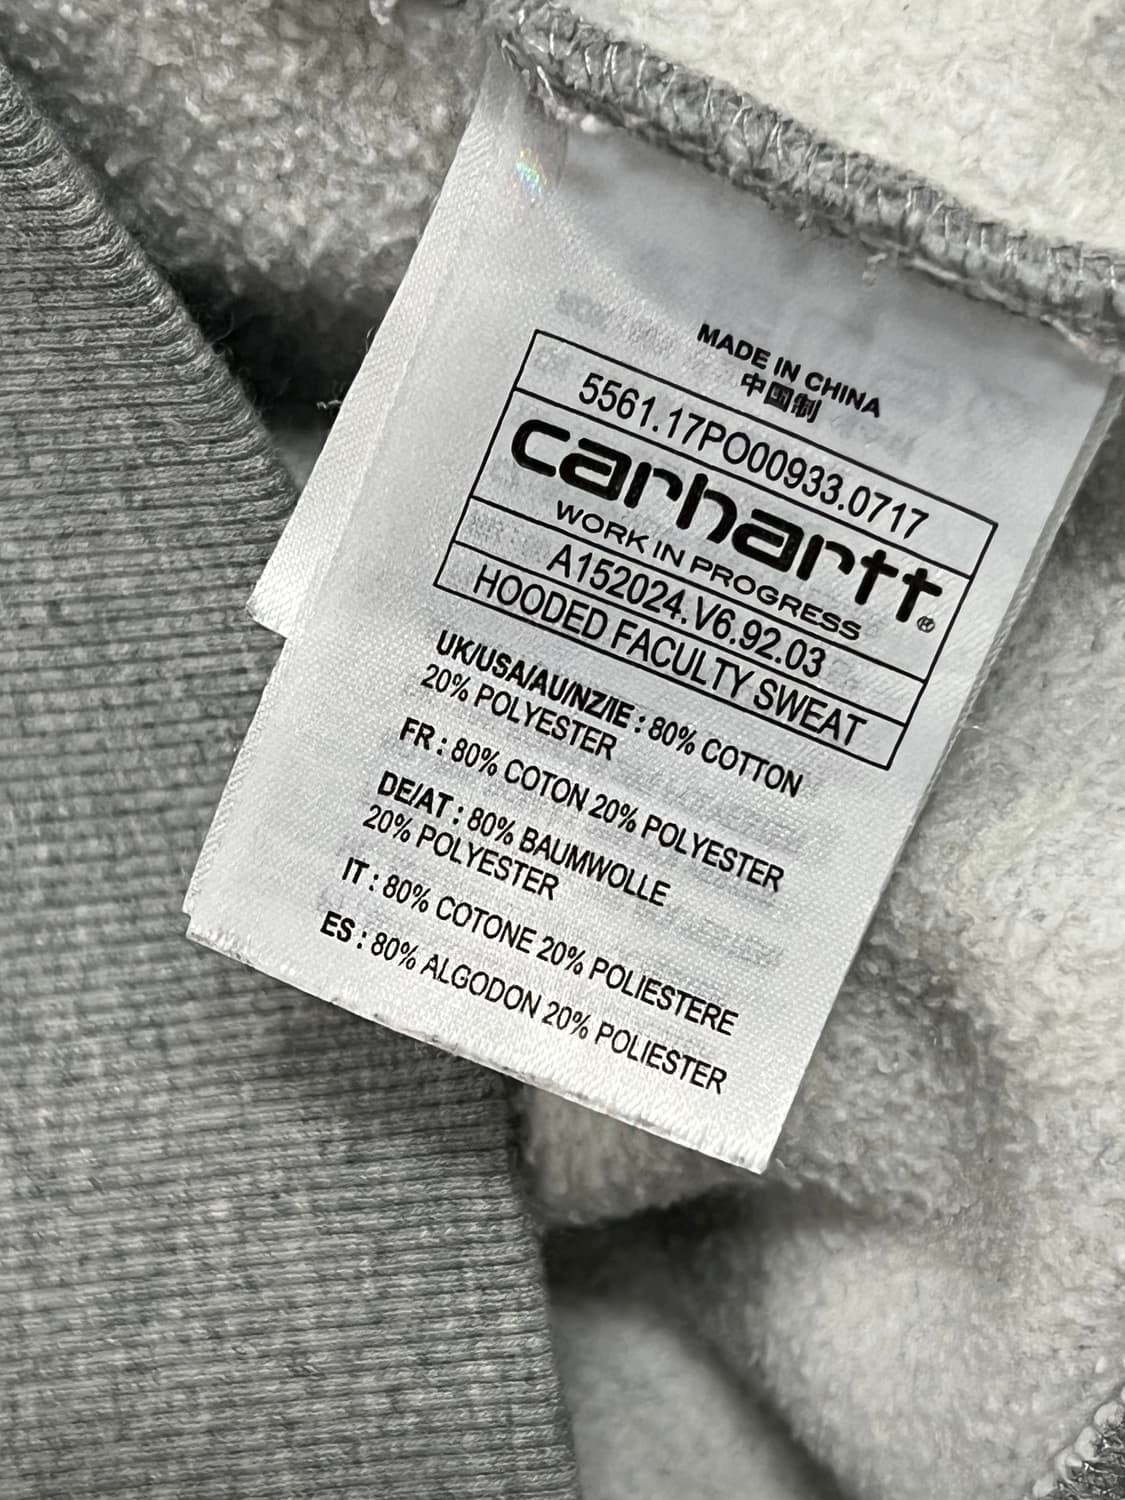 MADE IN CHINA
中国制
5561.17PO00933.0717
carhartt®
WORK IN PROGRESS
A152024.V6.92.03
HOODED FACULTY SWEAT
UK/USA/AU/NZ/IE : 80% COTTON
20% POLYESTER
FR : 80% COTON 20% POLYESTER
DE/AT : 80% BAUMWOLLE
20% POLYESTER
IT : 80% COTONE 20% POLIESTERE
ES : 80% ALGODON 20% POLIESTER